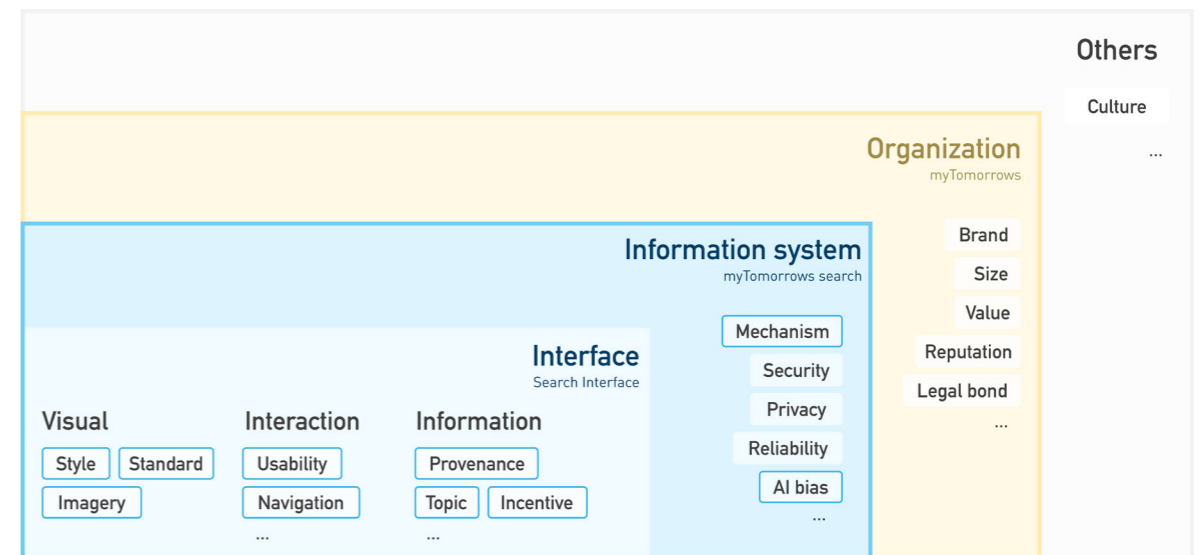 Others
Culture
...
Organization
myTomorrows
Brand
Size
Value
Reputation
Legal bond
...
Information system
myTomorrows search
Mechanism
Security
Privacy
Reliability
AI bias
...
Interface
Search Interface
Visual
Style Standard
Imagery
Interaction
Usability
Navigation
...
Information
Provenance
Topic Incentive
...